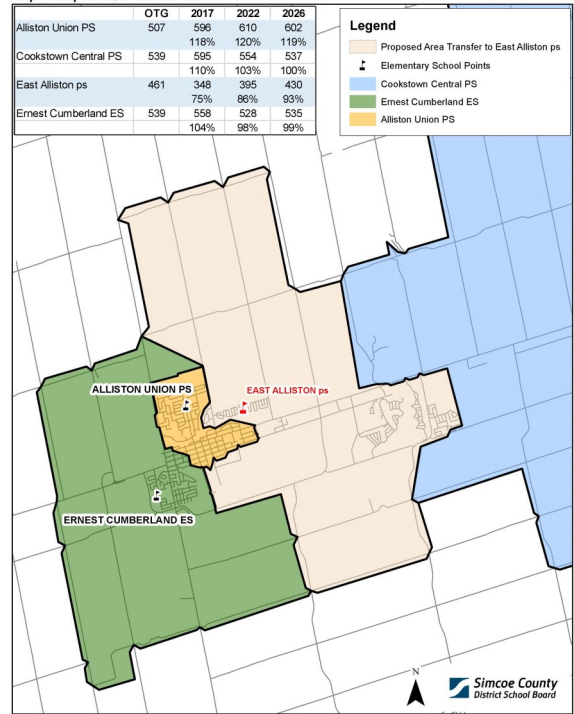 OTG 2017 2022 2026
Alliston Union PS 507 596 610 602
118% 120% 119%
Cookstown Central PS 539 595 554 537
110% 103% 100%
East Alliston ps 461 348 395 430
75% 86% 93%
Ernest Cumberland ES 539 558 528 535
104% 98% 99%
Legend
Proposed Area Transfer to East Alliston ps
Elementary School Points
Cookstown Central PS
Ernest Cumberland ES
Alliston Union PS
ALLISTON UNION PS
EAST ALLISTON ps
ERNEST CUMBERLAND ES
N
Simcoe County
District School Board